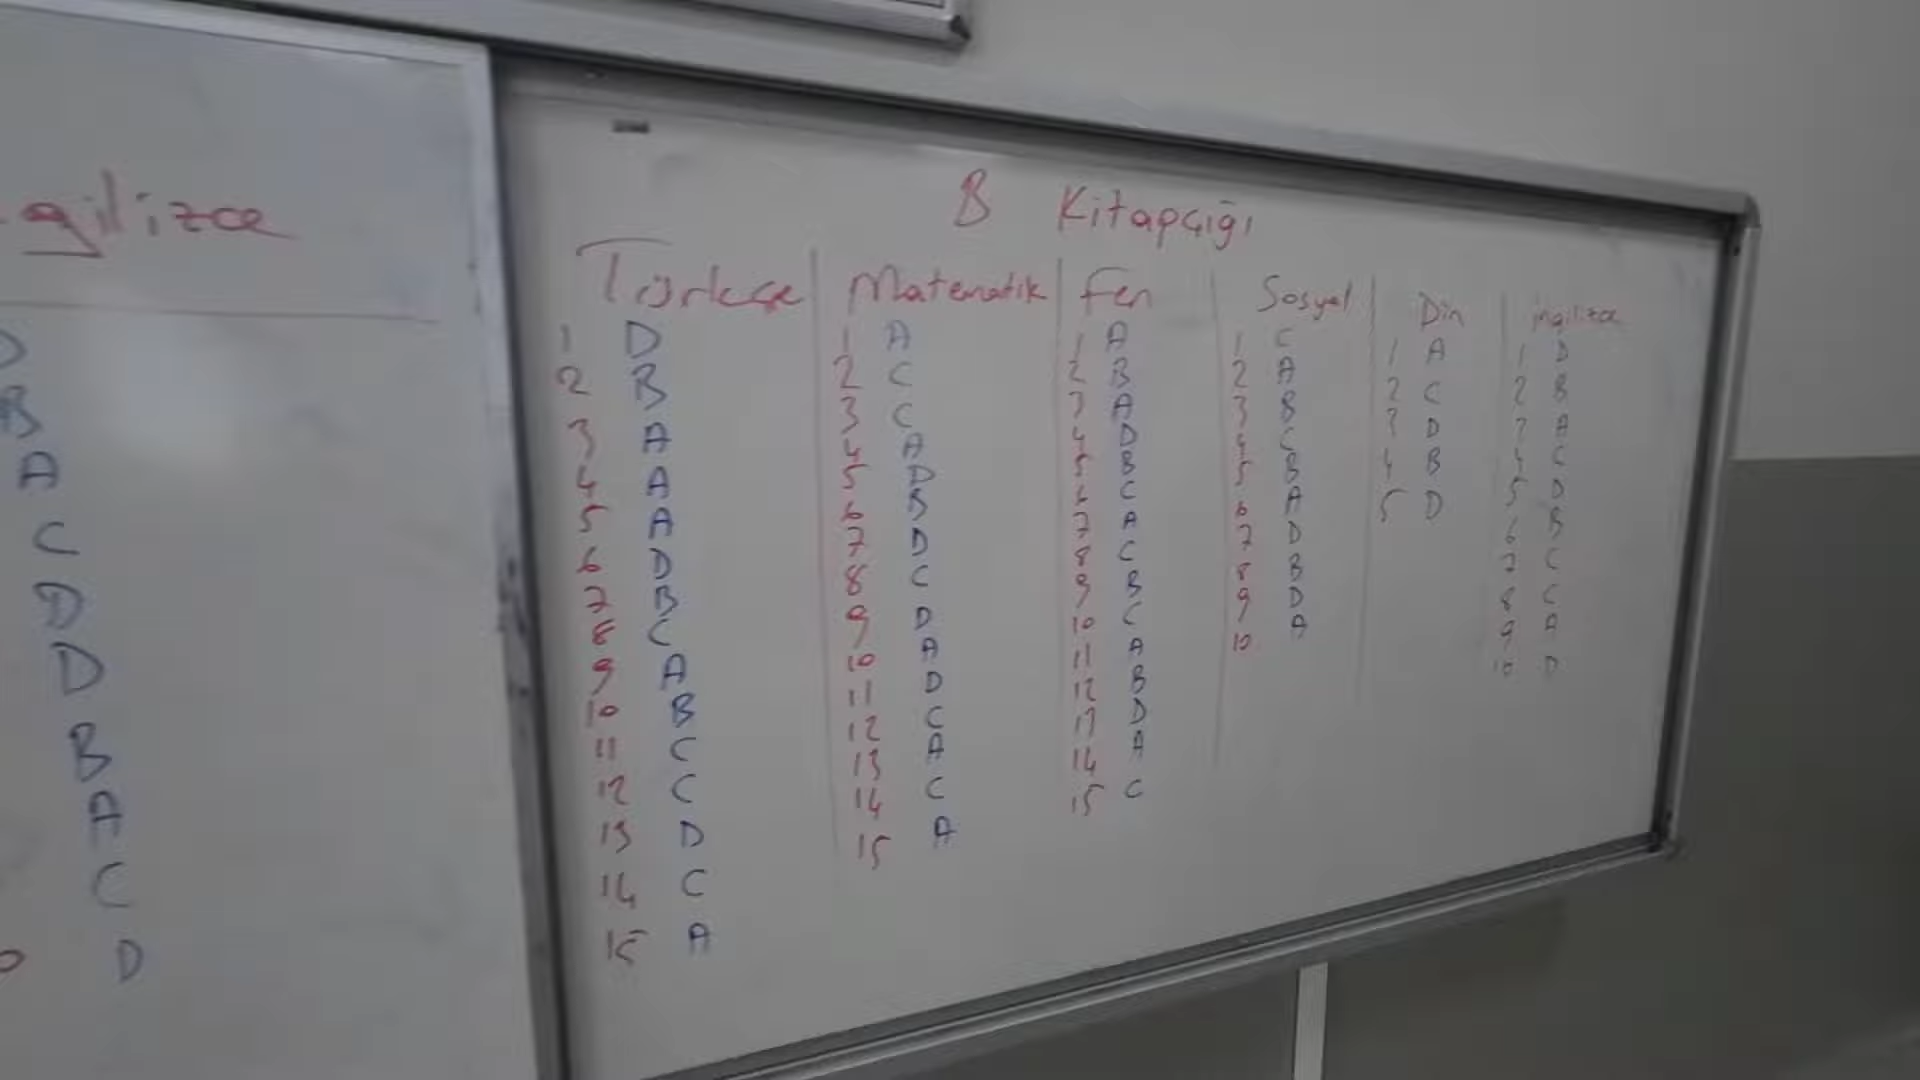 gilizce
D
B
A
C
D
D
B
A
C
D
B Kitapçığı
Türkçe
1 D
2 B
3 A
4 A
5 A
6 D
7 B
8 C
9 A
10 B
11 C
12 C
13 D
14 C
15 A
Matematik
1 A
2 C
3 C
4 A
5 D
6 B
7 D
8 C
9 D
10 A
11 D
12 C
13 A
14 C
15 A
Fen
1 A
2 B
3 A
4 D
5 B
6 C
7 A
8 C
9 B
10 C
11 A
12 B
13 D
14 A
15 C
Sosyal
1 C
2 A
3 B
4 C
5 B
6 A
7 D
8 B
9 D
10 A
Din
1 A
2 C
3 D
4 B
5 D
ingilizce
1 D
2 B
3 A
4 C
5 D
6 B
7 C
8 C
9 A
10 D